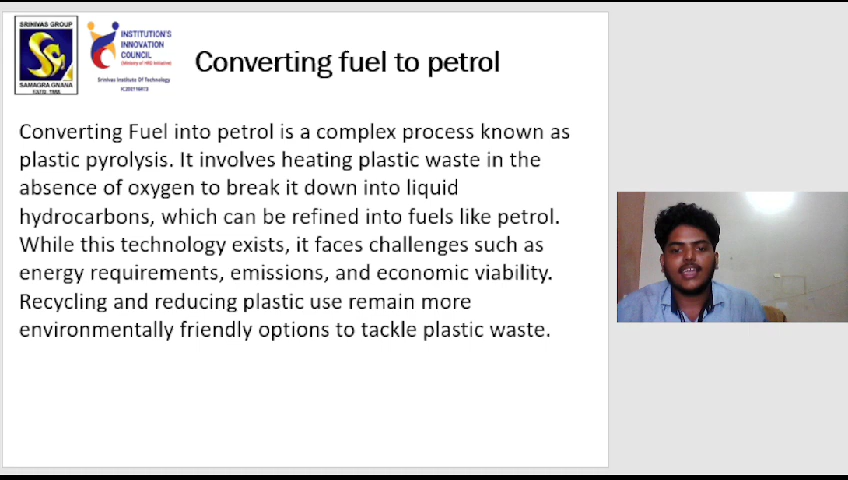 SRINIVAS GROUP
SAMAGRA GNANA
INSTITUTION'S
INNOVATION
COUNCIL
Srinivas Institute Of Technology
Converting fuel to petrol
Converting Fuel into petrol is a complex process known as
plastic pyrolysis. It involves heating plastic waste in the
absence of oxygen to break it down into liquid
hydrocarbons, which can be refined into fuels like petrol.
While this technology exists, it faces challenges such as
energy requirements, emissions, and economic viability.
Recycling and reducing plastic use remain more
environmentally friendly options to tackle plastic waste.